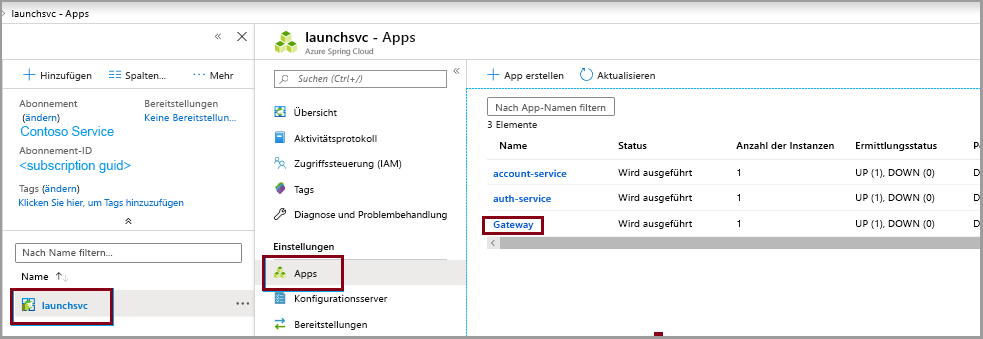 launchsvc - Apps
Hinzufügen Spalten... Mehr
Abonnement
(ändern)
Contoso Service
Bereitstellungen
Keine Bereitstellun...
Abonnement-ID
<subscription guid>
Tags (ändern)
Klicken Sie hier, um Tags hinzuzufügen
Nach Name filtern...
Name
launchsvc
launchsvc - Apps
Azure Spring Cloud
Suchen (Ctrl+/)
Übersicht
Aktivitätsprotokoll
Zugriffssteuerung (IAM)
Tags
Diagnose und Problembehandlung
Einstellungen
Apps
Konfigurationsserver
Bereitstellungen
App erstellen Aktualisieren
Nach App-Namen filtern
3 Elemente
Name Status Anzahl der Instanzen Ermittlungsstatus
account-service Wird ausgeführt 1 UP (1), DOWN (0)
auth-service Wird ausgeführt 1 UP (1), DOWN (0)
Gateway Wird ausgeführt 1 UP (1), DOWN (0)